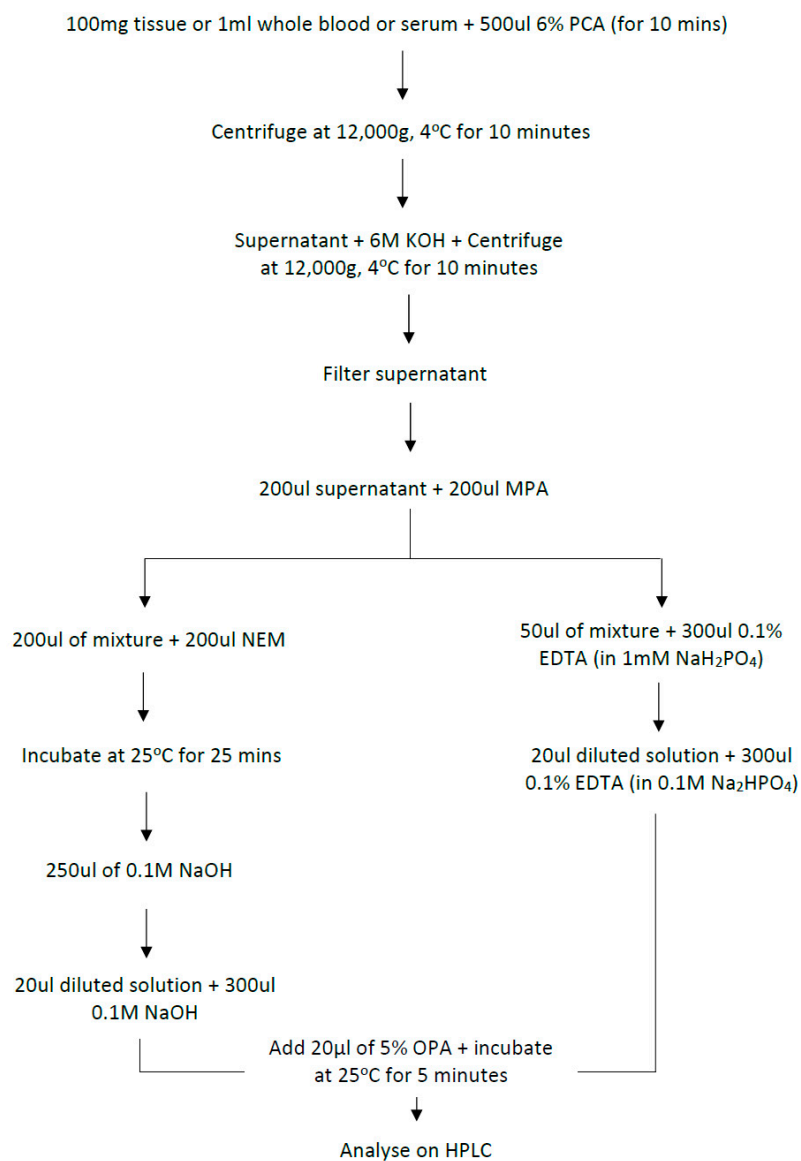 100mg tissue or 1ml whole blood or serum + 500ul 6% PCA (for 10 mins)
Centrifuge at 12,000g, 4°C for 10 minutes
Supernatant + 6M KOH + Centrifuge
at 12,000g, 4°C for 10 minutes
Filter supernatant
200ul supernatant + 200ul MPA
200ul of mixture + 200ul NEM
Incubate at 25°C for 25 mins
250ul of 0.1M NaOH
20ul diluted solution + 300ul
0.1M NaOH
50ul of mixture + 300ul 0.1%
EDTA (in 1mM NaH₂PO₄)
20ul diluted solution + 300ul
0.1% EDTA (in 0.1M Na₂HPO₄)
Add 20µl of 5% OPA + incubate
at 25°C for 5 minutes
Analyse on HPLC